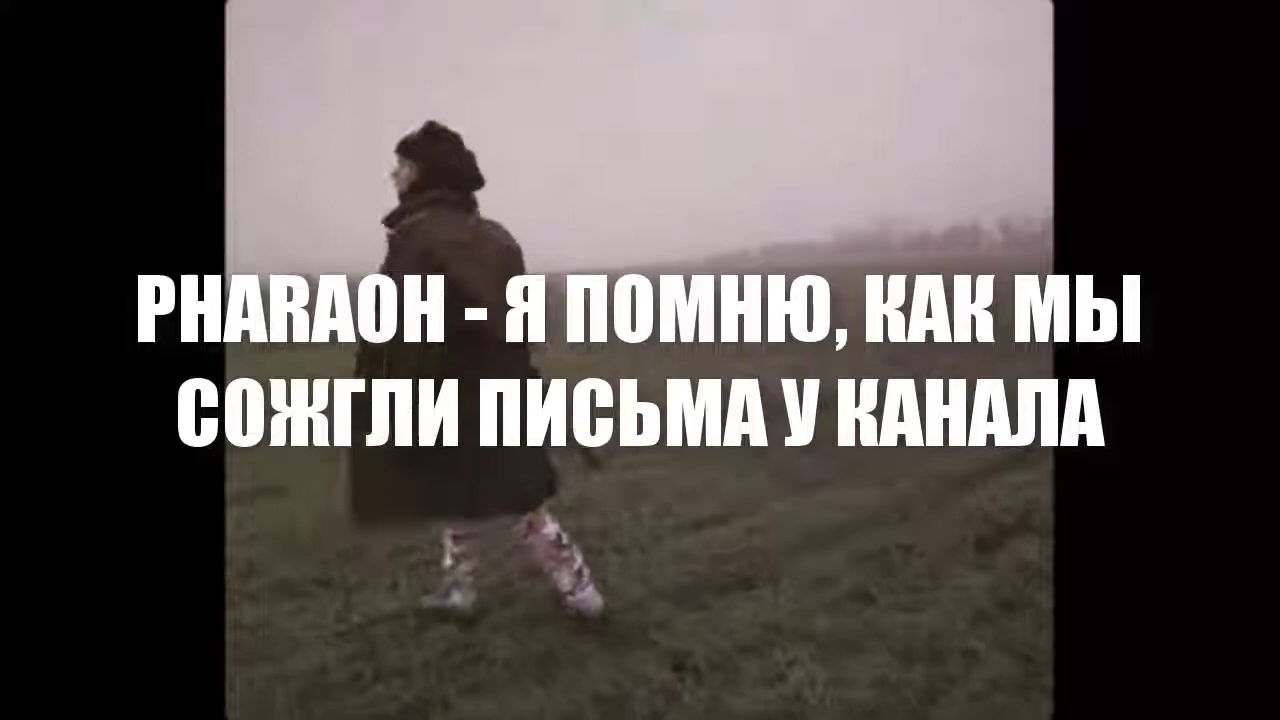 PHARAOH - Я ПОМНЮ, КАК МЫ
СОЖГЛИ ПИСЬМА У КАНАЛА